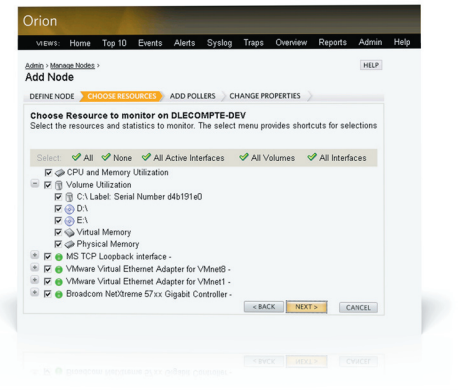 Orion
VIEWS: Home Top 10 Events Alerts Syslog Traps Overview Reports Admin Help
Admin > Manage Nodes >
HELP
Add Node
DEFINE NODE CHOOSE RESOURCES ADD POLLERS CHANGE PROPERTIES
Choose Resource to monitor on DLECOMPTE-DEV
Select the resources and statistics to monitor. The select menu provides shortcuts for selections
Select: All None All Active Interfaces All Volumes All Interfaces
CPU and Memory Utilization
Volume Utilization
C:\ Label: Serial Number d4b191e0
D:\
E:\
Virtual Memory
Physical Memory
MS TCP Loopback interface -
VMware Virtual Ethernet Adapter for VMnet8 -
VMware Virtual Ethernet Adapter for VMnet1 -
Broadcom NetXtreme 57xx Gigabit Controller -
< BACK NEXT > CANCEL